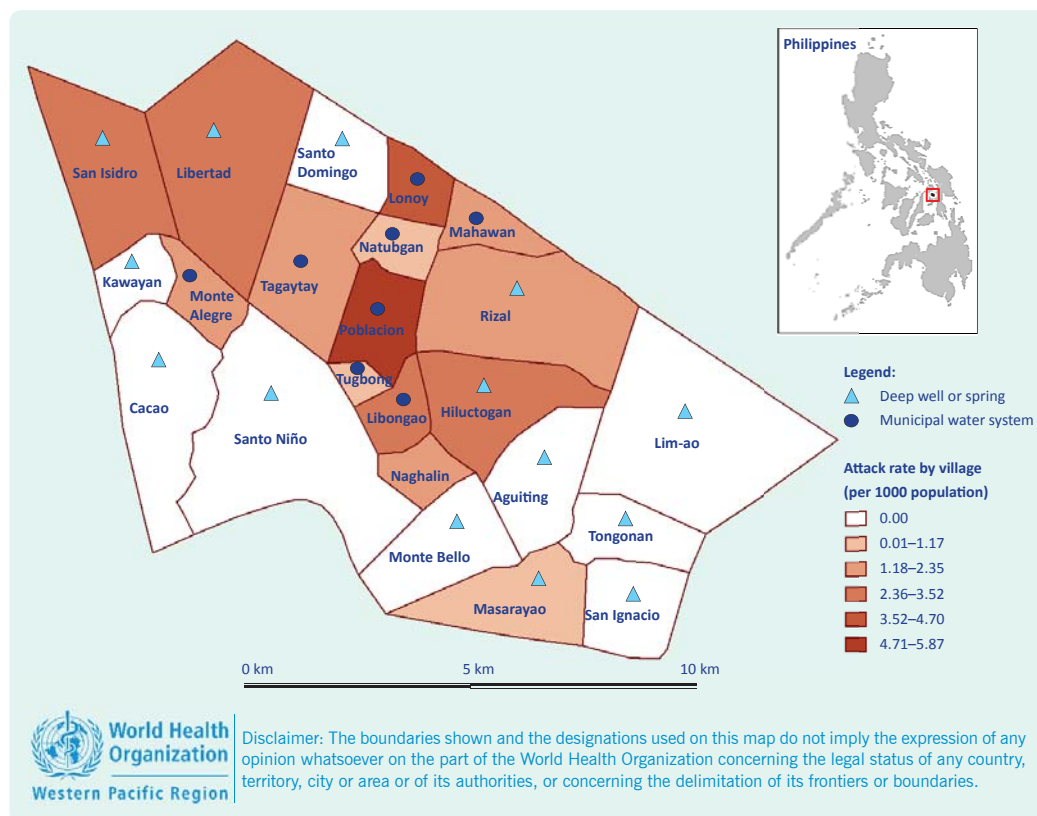 Philippines
San Isidro
Libertad
Santo
Domingo
Lonoy
Mahawan
Natubgan
Kawayan
Monte
Alegre
Tagaytay
Rizal
Poblacion
Tugbong
Cacao
Santo Niño
Libongao
Hiluctogan
Lim-ao
Naghalin
Aguiting
Tongonan
Monte Bello
Masarayao
San Ignacio
Legend:
Deep well or spring
Municipal water system
Attack rate by village
(per 1000 population)
0.00
0.01–1.17
1.18–2.35
2.36–3.52
3.52–4.70
4.71–5.87
0 km 5 km 10 km
World Health
Organization
Western Pacific Region
Disclaimer: The boundaries shown and the designations used on this map do not imply the expression of any
opinion whatsoever on the part of the World Health Organization concerning the legal status of any country,
territory, city or area or of its authorities, or concerning the delimitation of its frontiers or boundaries.